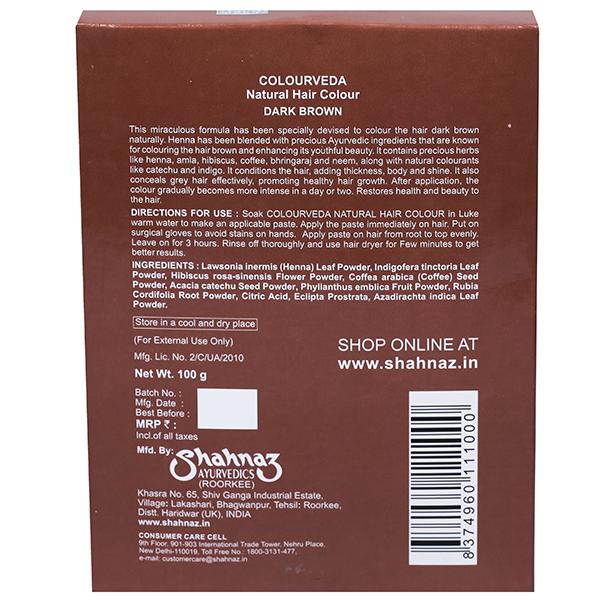 COLOURVEDA
Natural Hair Colour
DARK BROWN
This miraculous formula has been specially devised to colour the hair dark brown
naturally. Henna has been blended with precious Ayurvedic ingredients that are known
for colouring the hair brown and enhancing its youthful beauty. It contains precious herbs
like henna, amla, hibiscus, coffee, bhringaraj and neem, along with natural colourants
like catechu and indigo. It conditions the hair, adding thickness, body and shine. It also
conceals grey hair effectively, promoting healthy hair growth. After application, the
colour gradually becomes more intense in a day or two. Restores health and beauty to
the hair.
DIRECTIONS FOR USE : Soak COLOURVEDA NATURAL HAIR COLOUR in Luke
warm water to make an applicable paste. Apply the paste immediately on hair. Put on
surgical gloves to avoid stains on hands. Apply paste on hair from root to top evenly.
Leave on for 3 hours. Rinse off thoroughly and use hair dryer for Few minutes to get
better results.
INGREDIENTS : Lawsonia inermis (Henna) Leaf Powder, Indigofera tinctoria Leaf
Powder, Hibiscus rosa-sinensis Flower Powder, Coffea arabica (Coffee) Seed
Powder, Acacia catechu Seed Powder, Phyllanthus emblica Fruit Powder, Rubia
Cordifolia Root Powder, Citric Acid, Eclipta Prostrata, Azadirachta indica Leaf
Powder.
Store in a cool and dry place
(For External Use Only)
Mfg. Lic. No. 2/C/UA/2010
Net Wt. 100 g
Batch No. :
Mfg. Date :
Best Before :
MRP ₹ :
Incl.of all taxes
Mfd. By:
Shahnaz
AYURVEDICS
(ROORKEE)
Khasra No. 65, Shiv Ganga Industrial Estate,
Village: Lakashari, Bhagwanpur, Tehsil: Roorkee,
Distt. Haridwar (UK), INDIA
www.shahnaz.in
CONSUMER CARE CELL
9th Floor, 901-903 International Trade Tower, Nehru Place,
New Delhi-110019, Toll Free No.: 1800-3131-477,
e-mail: customercare@shahnaz.in
SHOP ONLINE AT
www.shahnaz.in
8374960111000